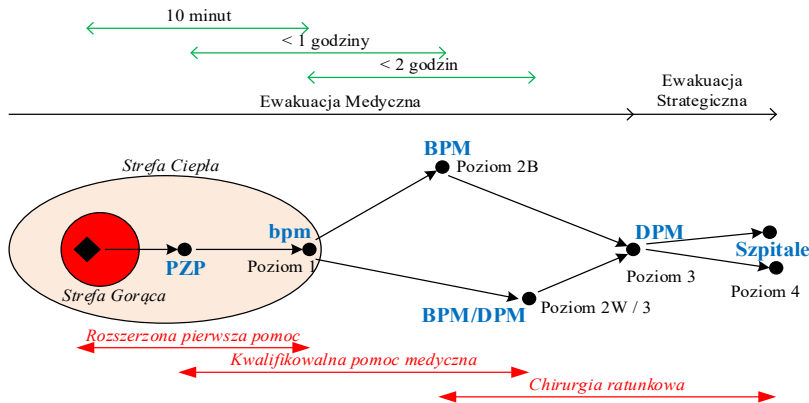 10 minut
< 1 godziny
< 2 godzin
Ewakuacja Medyczna
Ewakuacja
Strategiczna
Strefa Ciepła
BPM
Poziom 2B
bpm
PZP
Poziom 1
Strefa Gorąca
DPM
Poziom 3
Szpitale
Poziom 4
BPM/DPM
Poziom 2W / 3
Rozszerzona pierwsza pomoc
Kwalifikowalna pomoc medyczna
Chirurgia ratunkowa